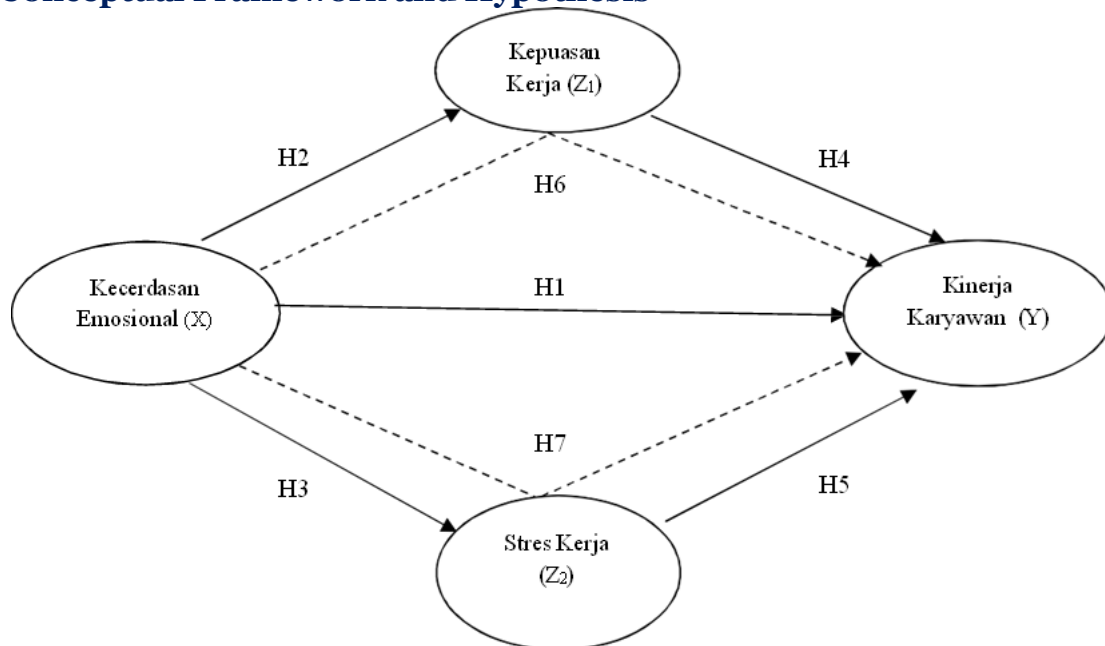 Conceptual Framework and Hypothesis
Kepuasan
Kerja (Z1)
H2
H4
H6
Kecerdasan
Emosional (X)
H1
Kinerja
Karyawan (Y)
H7
H3
H5
Stres Kerja
(Z2)